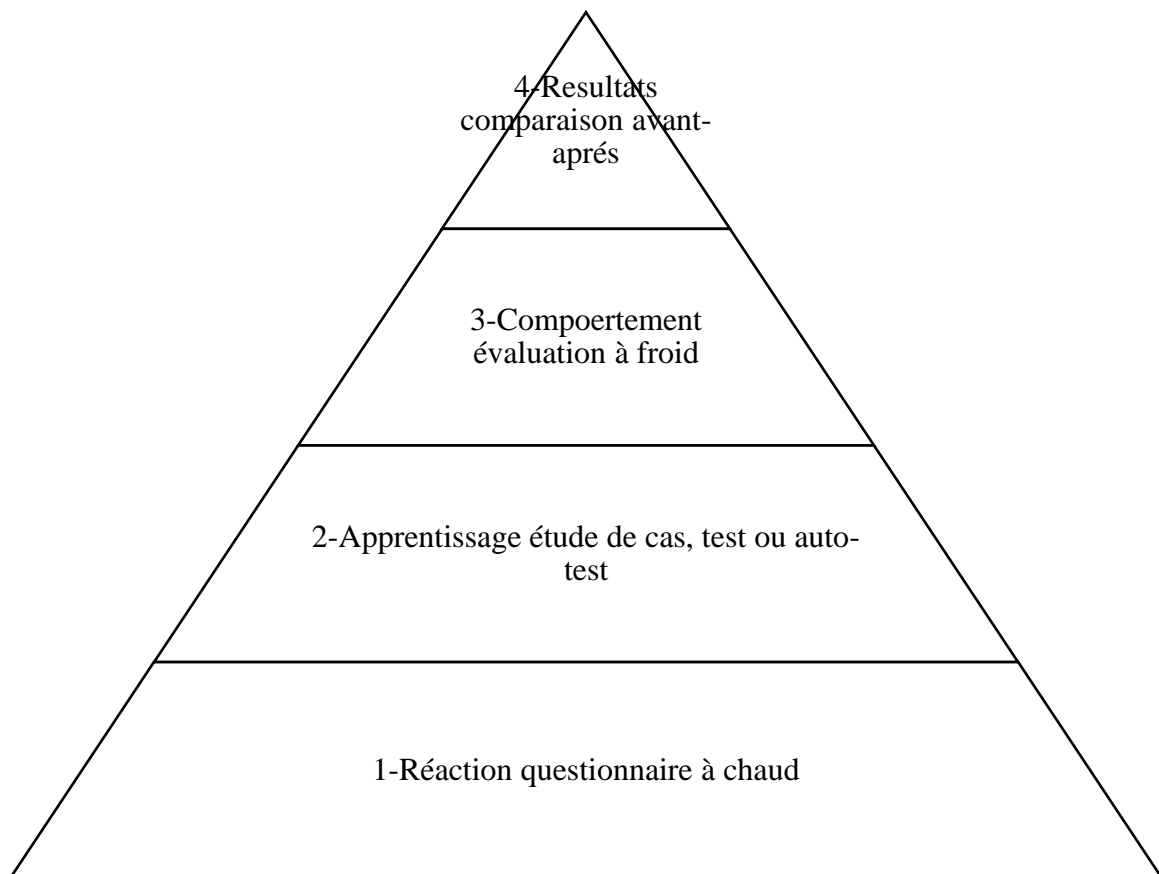 4-Resultats
comparaison avant-
aprés
3-Compoertement
évaluation à froid
2-Apprentissage étude de cas, test ou auto-
test
1-Réaction questionnaire à chaud